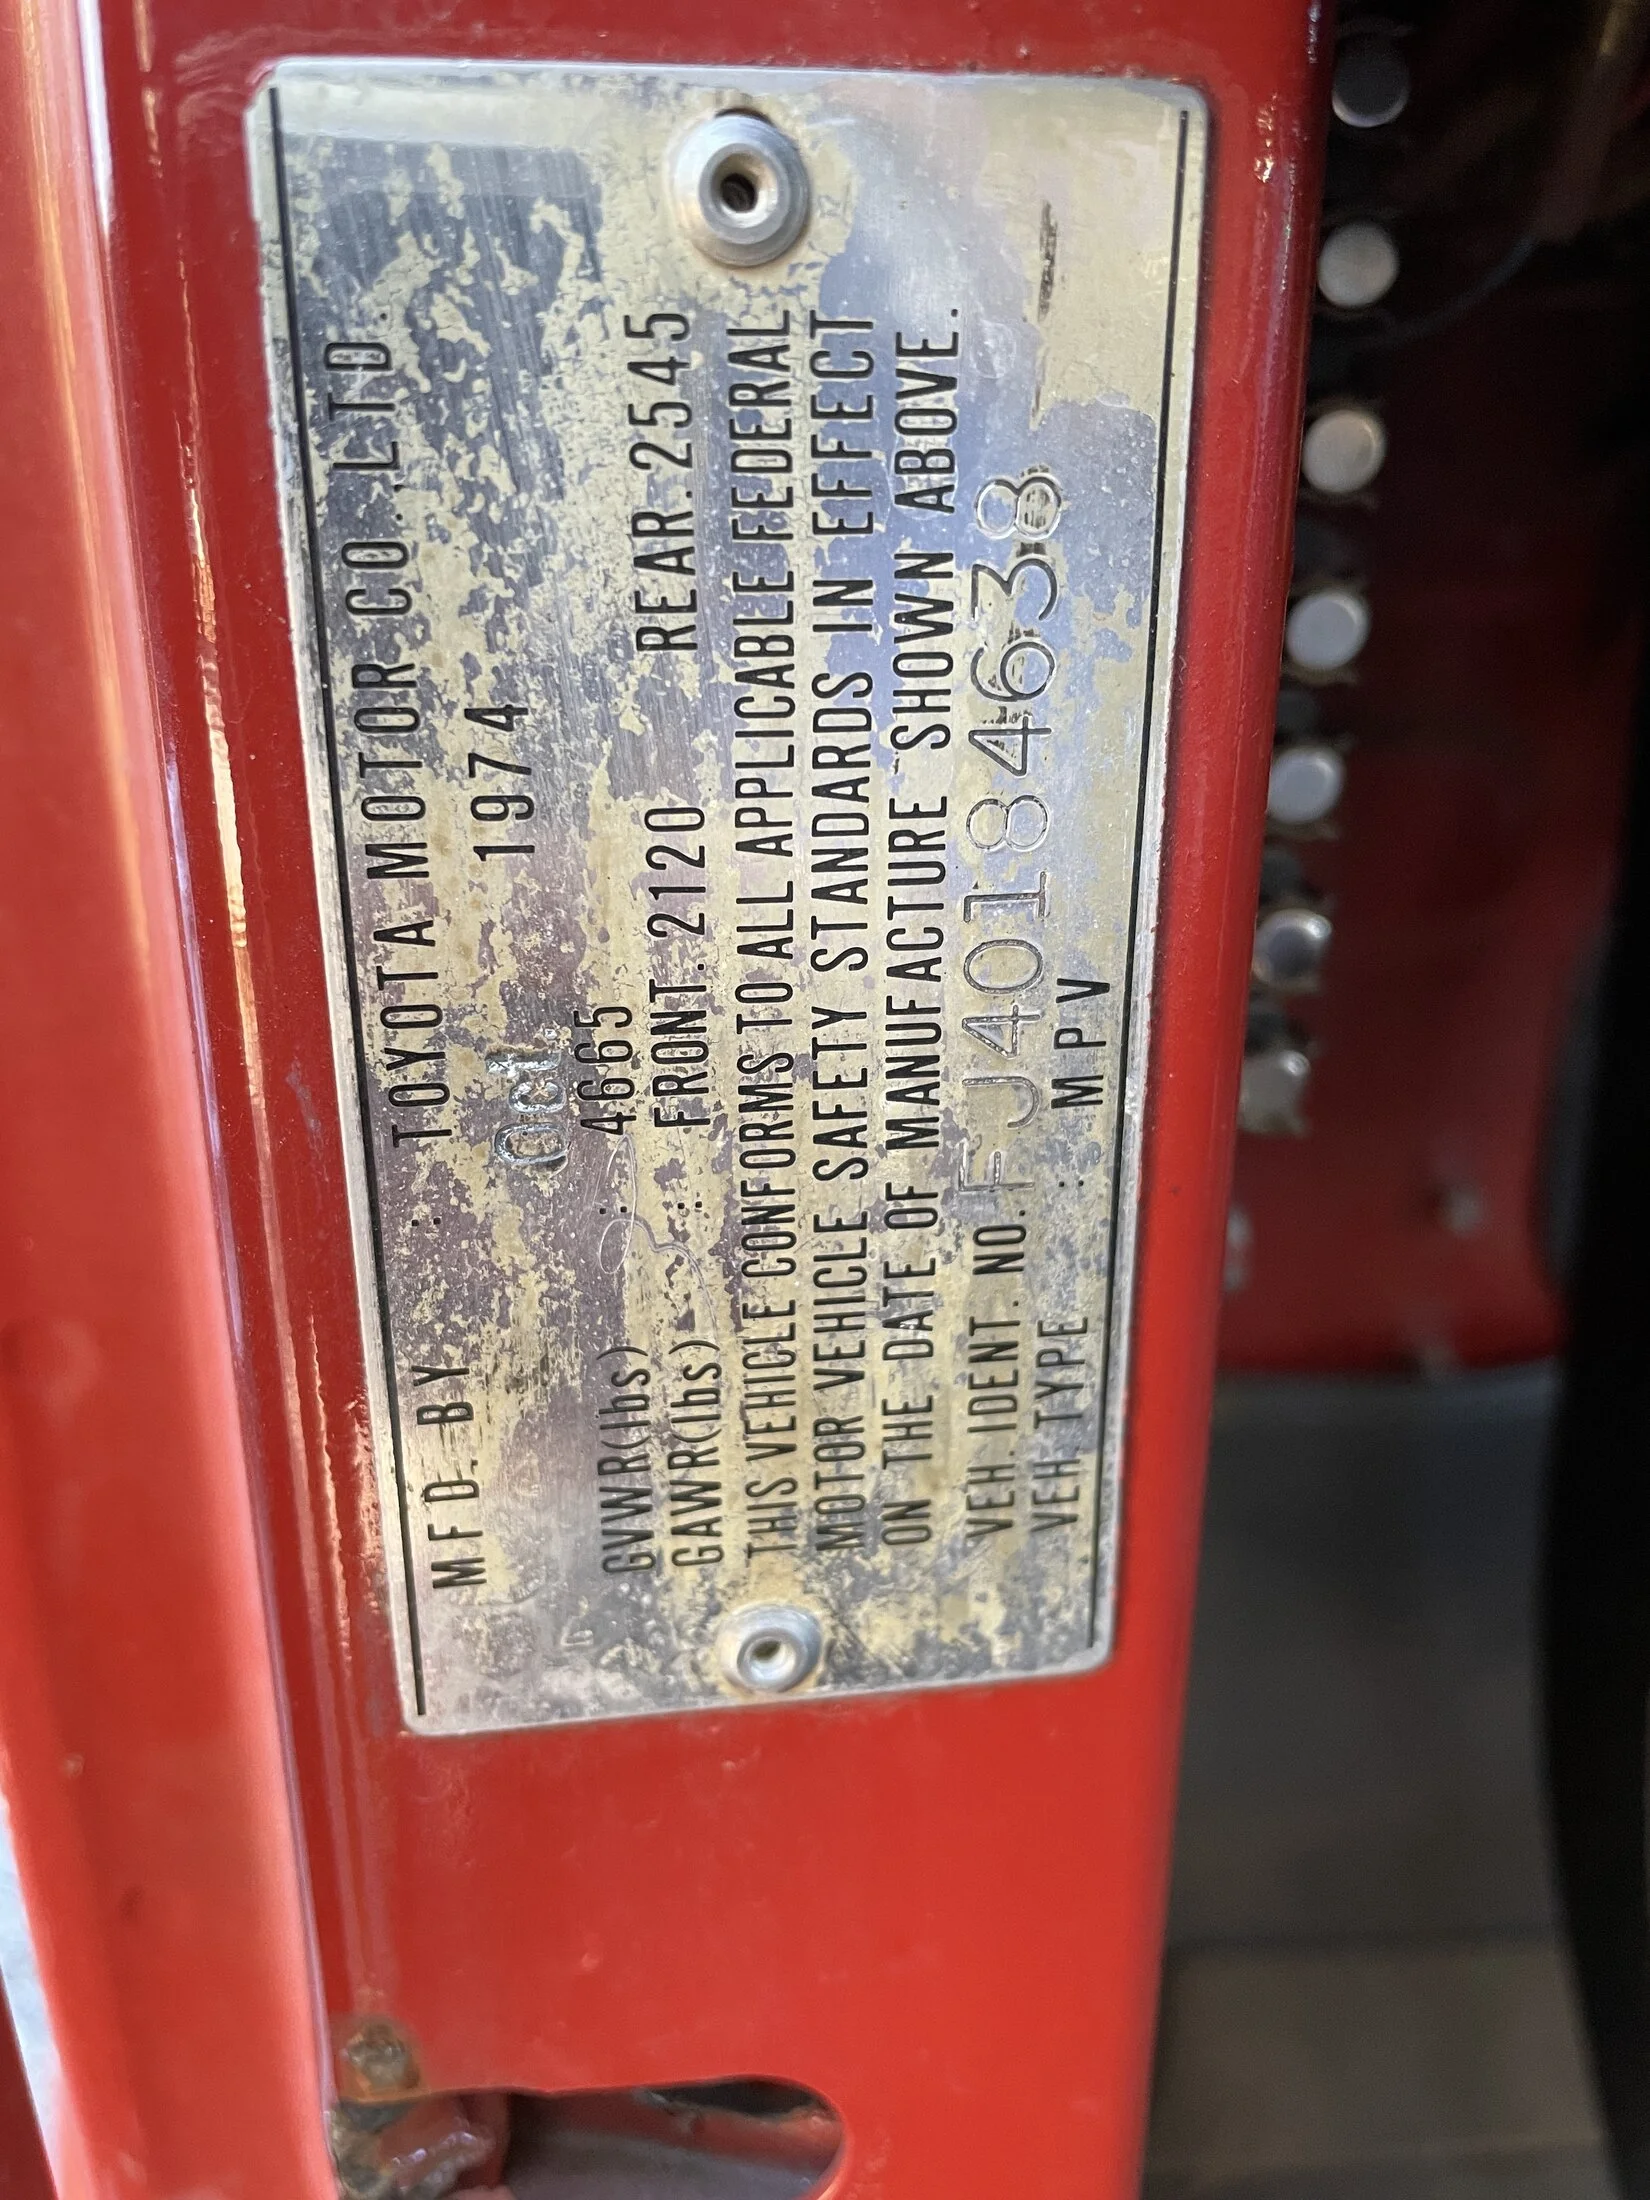 MFD. BY : TOYOTA MOTOR CO., LTD.
Oct. 1974
GVWR(lbs) : 4665
GAWR(lbs) : FRONT. 2120 REAR. 2545
THIS VEHICLE CONFORMS TO ALL APPLICABLE FEDERAL
MOTOR VEHICLE SAFETY STANDARDS IN EFFECT
ON THE DATE OF MANUFACTURE SHOWN ABOVE.
VEH. IDENT. NO. FJ40184638
VEH. TYPE : MPV